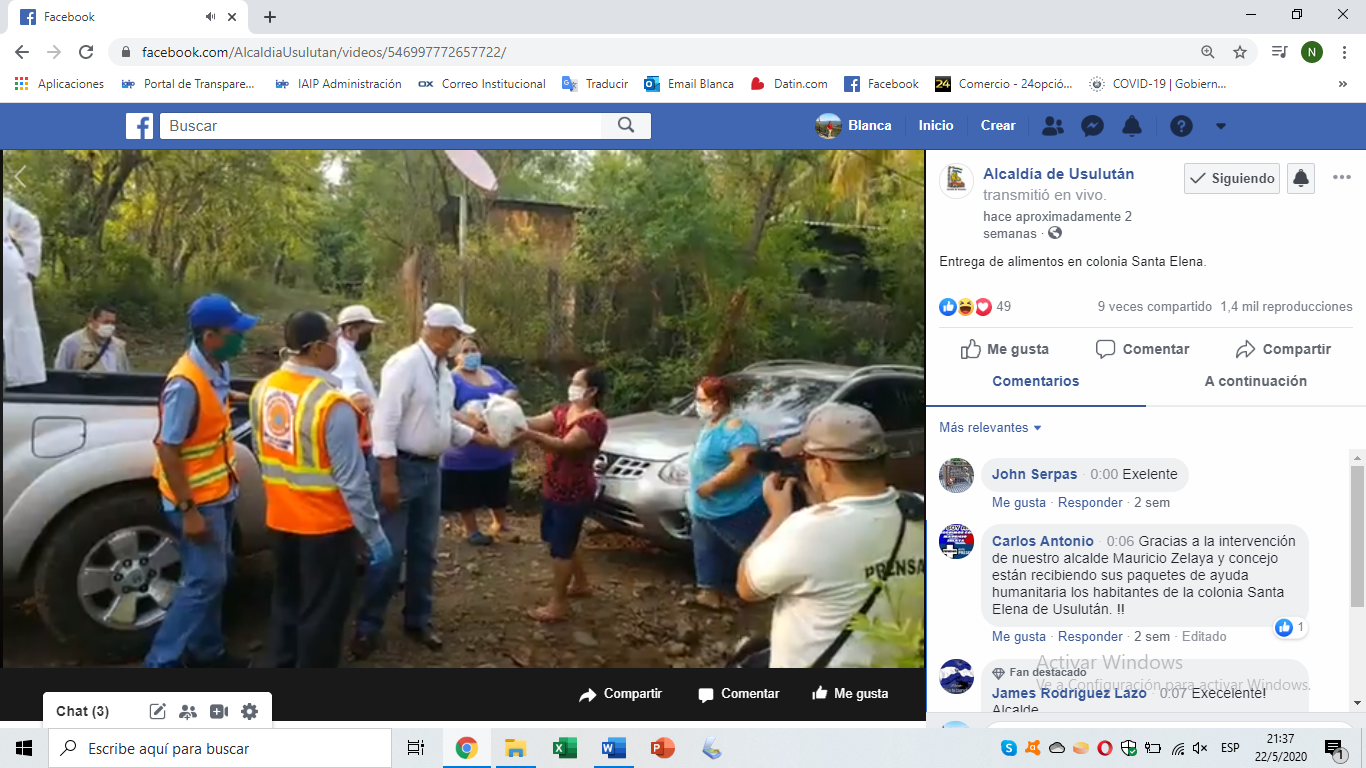 Facebook
facebook.com/AlcaldiaUsulutan/videos/546997772657722/
N
Aplicaciones
Portal de Transpare...
IAIP Administración
Correo Institucional
Traducir
Email Blanca
Datin.com
Facebook
24
Comercio - 24opció...
COVID-19 | Gobiern...
»
Buscar
Blanca
Inicio
Crear
Alcaldía de Usulután
transmitió en vivo.
hace aproximadamente 2
semanas ·
Siguiendo
Entrega de alimentos en colonia Santa Elena.
49
9 veces compartido
1,4 mil reproducciones
Me gusta
Comentar
Compartir
Comentarios
A continuación
Más relevantes
John Serpas · 0:00 Exelente
Me gusta · Responder · 2 sem
Carlos Antonio · 0:06 Gracias a la intervención
de nuestro alcalde Mauricio Zelaya y concejo
están recibiendo sus paquetes de ayuda
humanitaria los habitantes de la colonia Santa
Elena de Usulután. !!
1
Me gusta · Responder · 2 sem · Editado
Fan destacado
James Rodríguez Lazo · 0:07 Execelente!
Alcalde
Activar Windows
Ve a Configuración para activar Windows.
PRENSA
Compartir
Comentar
Me gusta
Chat (3)
Escribe aquí para buscar
ESP
21:37
22/5/2020
1